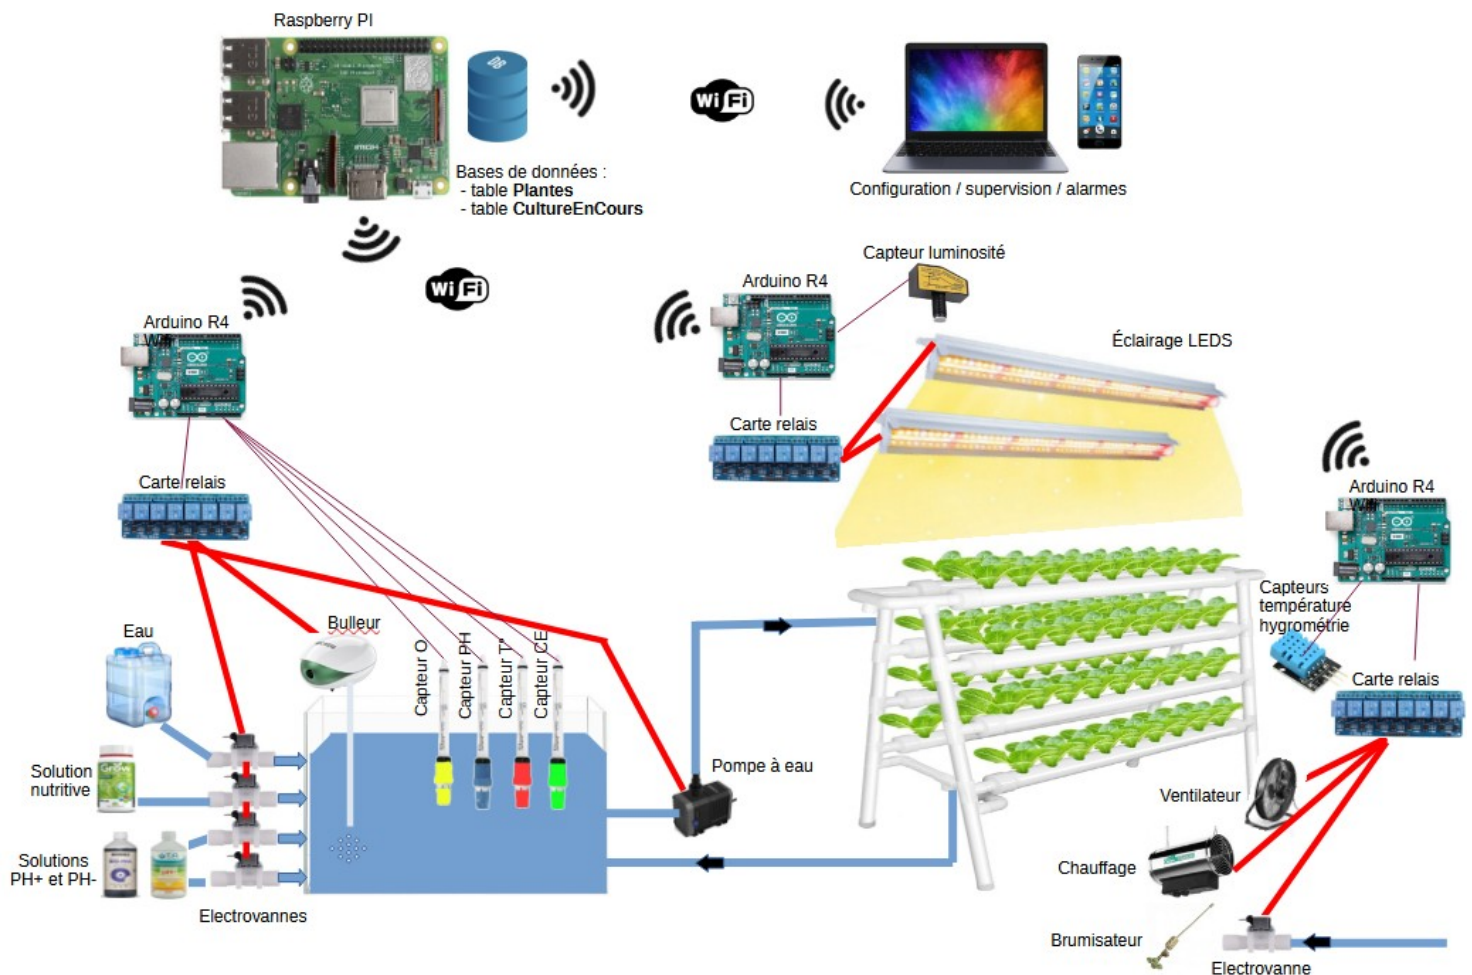 Raspberry PI
DB
Bases de données :
- table Plantes
- table CultureEnCours
Wi Fi
Configuration / supervision / alarmes
Wi Fi
Capteur luminosité
Arduino R4
Éclairage LEDS
Arduino R4
Carte relais
Carte relais
Arduino R4
Capteurs
température
hygrométrie
Carte relais
Eau
Bulleur
Capteur O
Capteur PH
Capteur T°
Capteur CE
Solution
nutritive
Pompe à eau
Solutions
PH+ et PH-
Electrovannes
Ventilateur
Chauffage
Brumisateur
Electrovanne